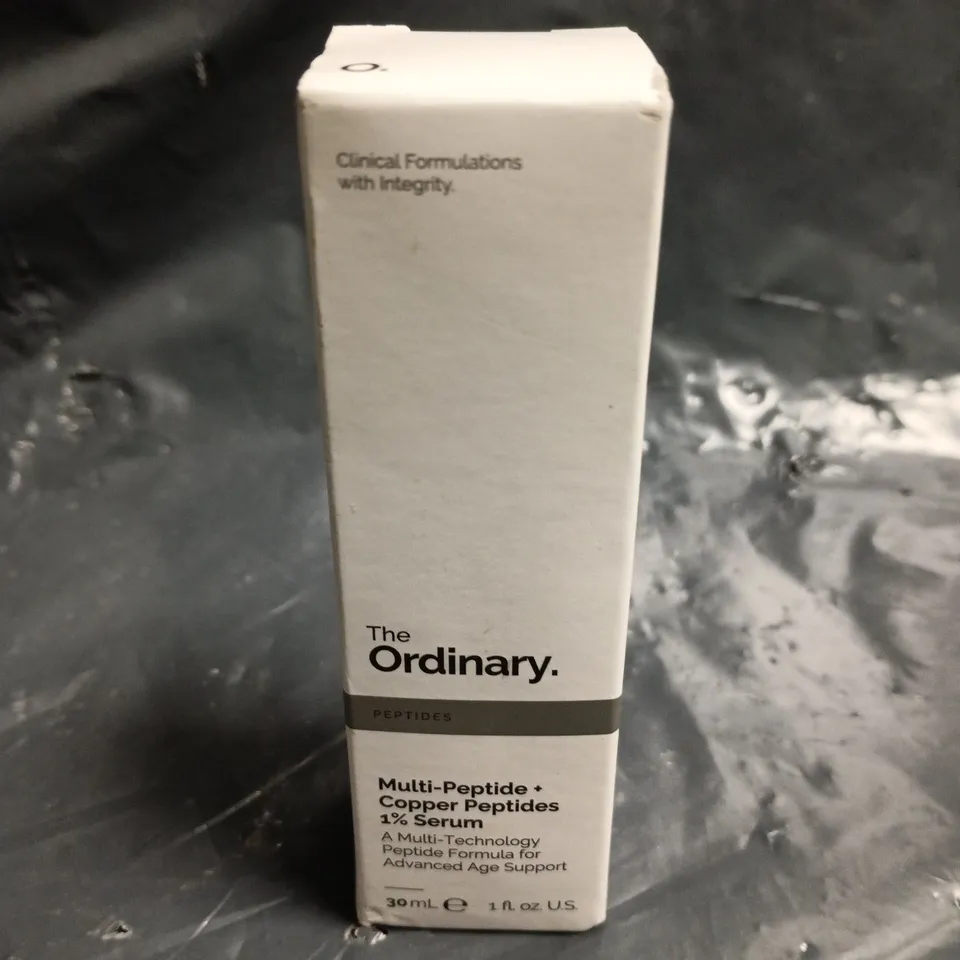 O.
Clinical Formulations
with Integrity.
The
Ordinary.
PEPTIDES
Multi-Peptide +
Copper Peptides
1% Serum
A Multi-Technology
Peptide Formula for
Advanced Age Support
30 mL ℮ 1 fl. oz. U.S.